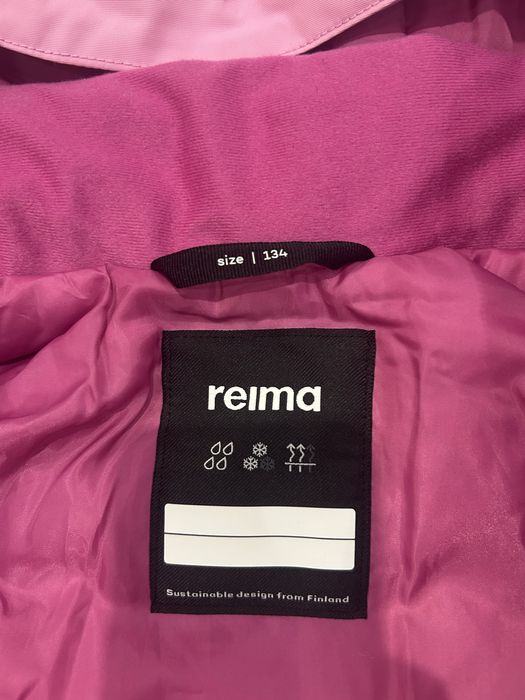 size | 134
reima
Sustainable design from Finland